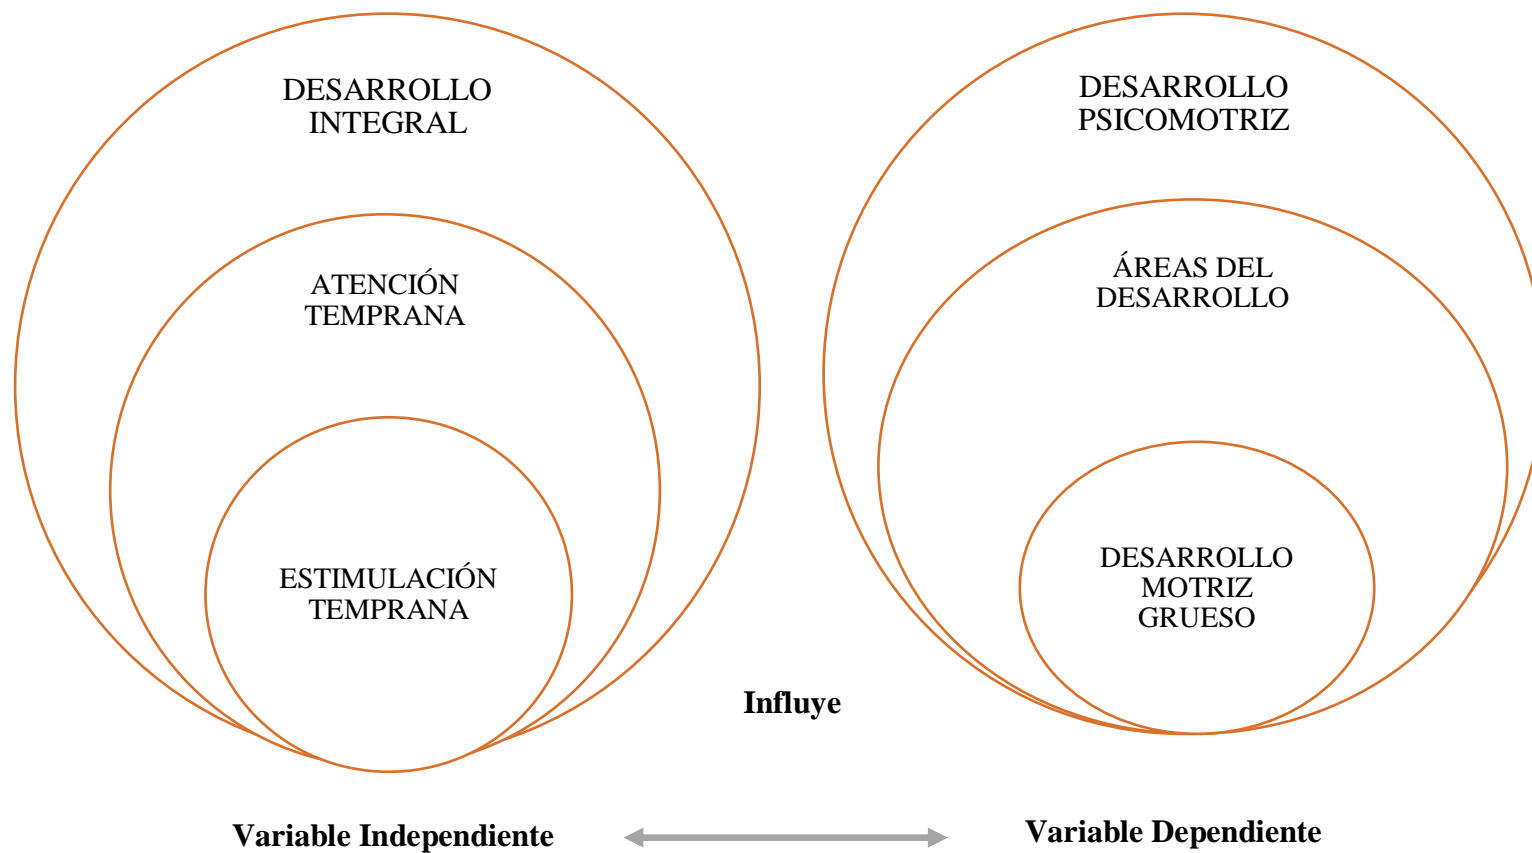 DESARROLLO
INTEGRAL
ATENCIÓN
TEMPRANA
ESTIMULACIÓN
TEMPRANA
DESARROLLO
PSICOMOTRIZ
ÁREAS DEL
DESARROLLO
DESARROLLO
MOTRIZ
GRUESO
Influye
Variable Independiente
Variable Dependiente